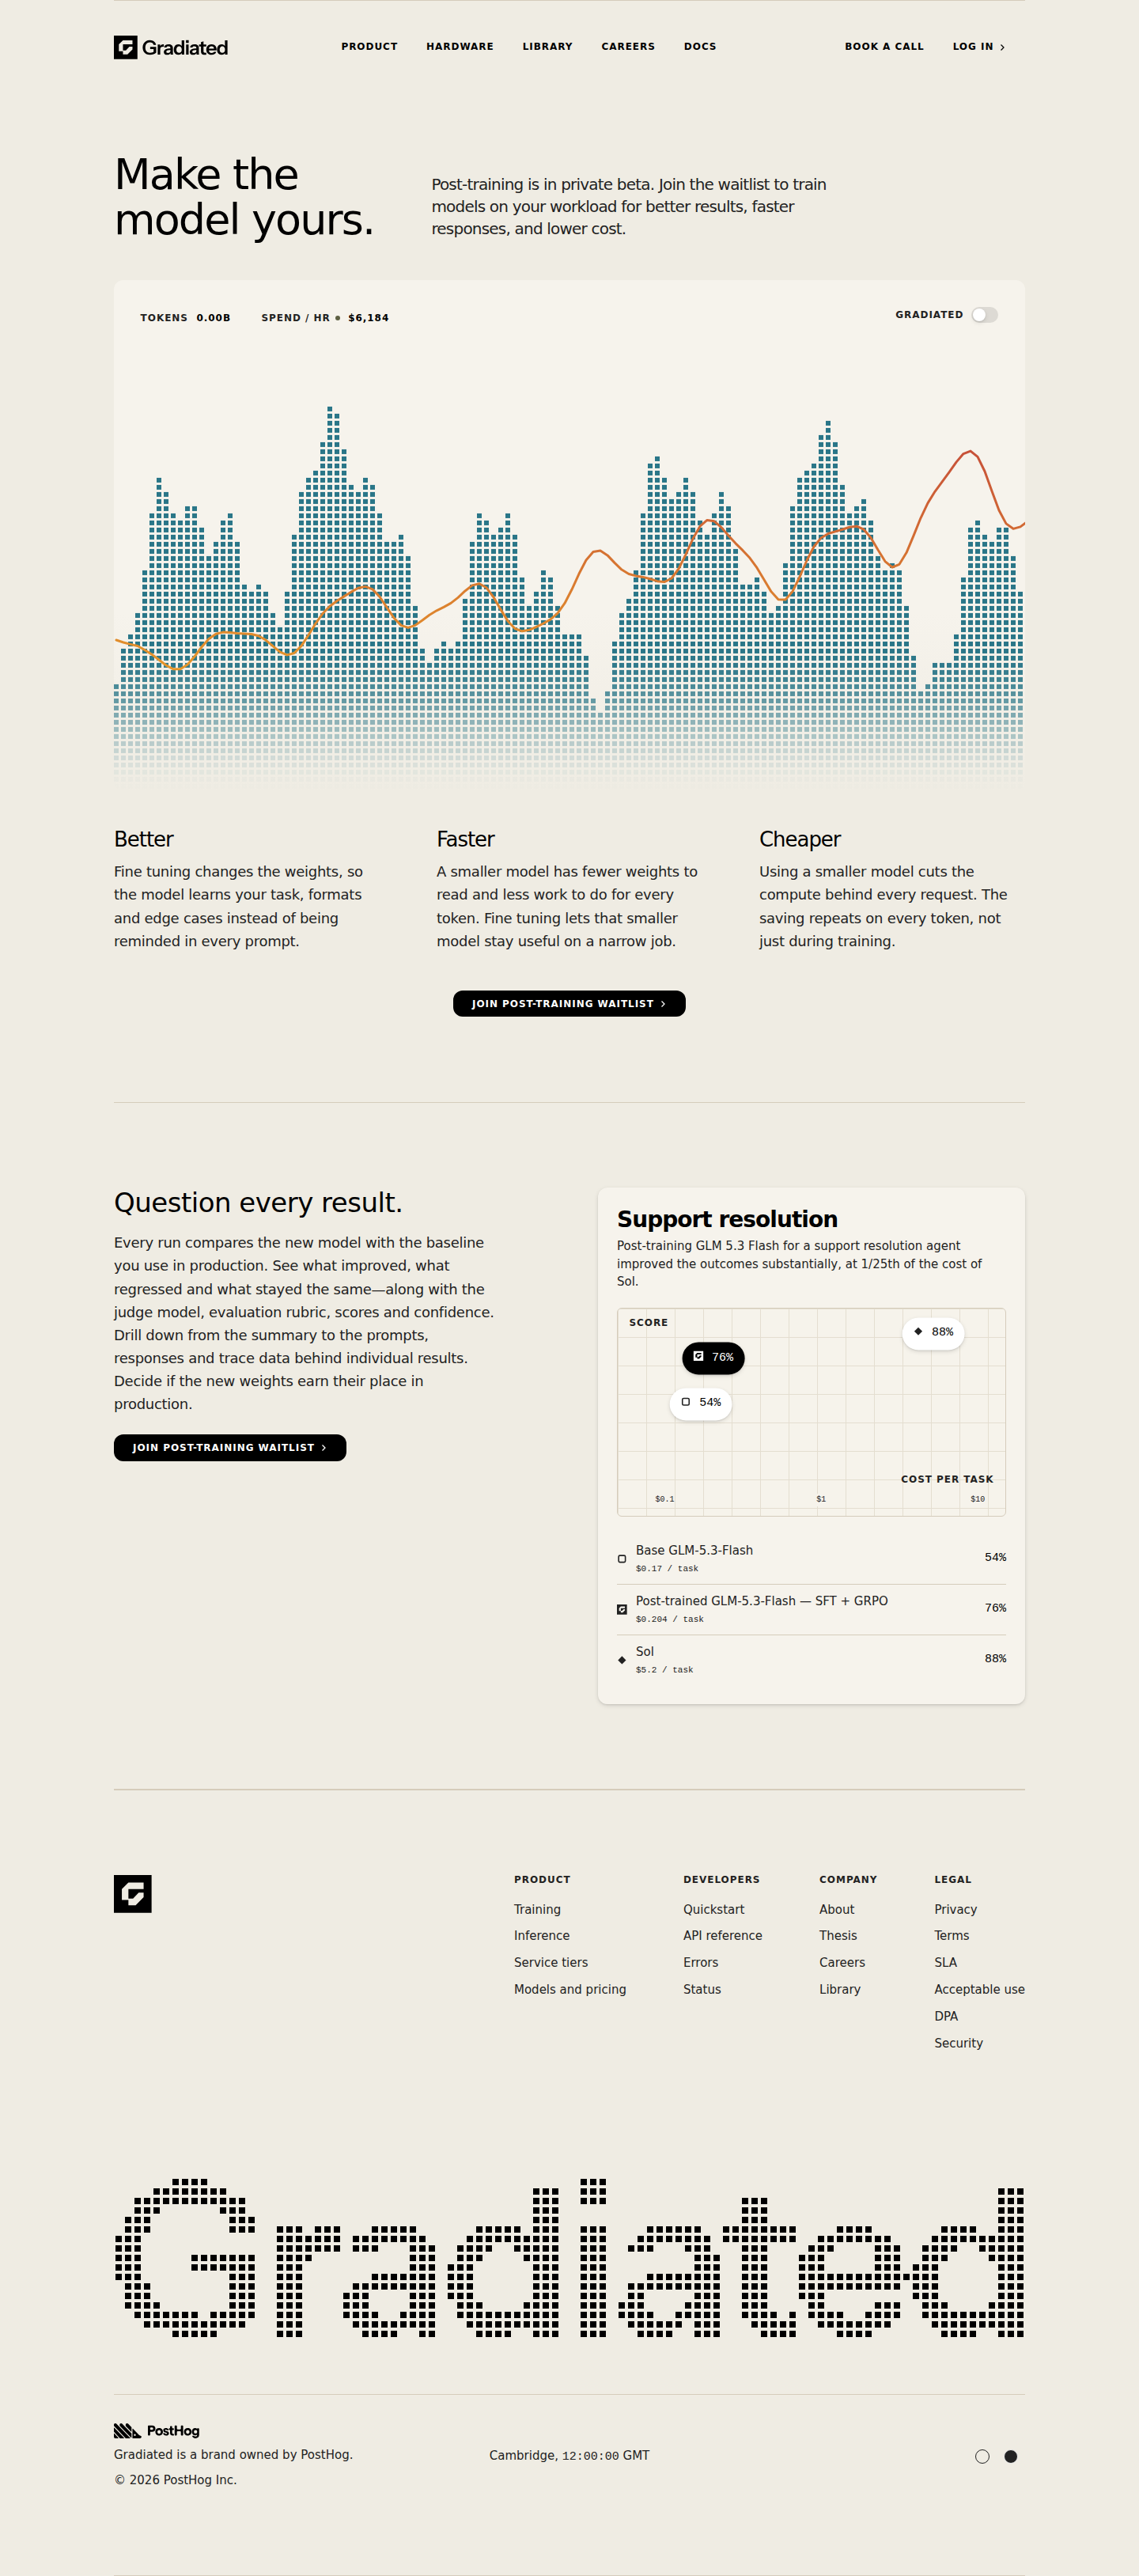 Gradiated
PRODUCT HARDWARE LIBRARY CAREERS DOCS
BOOK A CALL LOG IN
Make the
model yours.
Post-training is in private beta. Join the waitlist to train
models on your workload for better results, faster
responses, and lower cost.
TOKENS 0.00B SPEND / HR $6,184
GRADIATED
Better
Fine tuning changes the weights, so
the model learns your task, formats
and edge cases instead of being
reminded in every prompt.
Faster
A smaller model has fewer weights to
read and less work to do for every
token. Fine tuning lets that smaller
model stay useful on a narrow job.
Cheaper
Using a smaller model cuts the
compute behind every request. The
saving repeats on every token, not
just during training.
JOIN POST-TRAINING WAITLIST
Question every result.
Every run compares the new model with the baseline
you use in production. See what improved, what
regressed and what stayed the same—along with the
judge model, evaluation rubric, scores and confidence.
Drill down from the summary to the prompts,
responses and trace data behind individual results.
Decide if the new weights earn their place in
production.
JOIN POST-TRAINING WAITLIST
Support resolution
Post-training GLM 5.3 Flash for a support resolution agent
improved the outcomes substantially, at 1/25th of the cost of
Sol.
SCORE
88%
76%
54%
COST PER TASK
$0.1 $1 $10
Base GLM-5.3-Flash
$0.17 / task
54%
Post-trained GLM-5.3-Flash — SFT + GRPO
$0.204 / task
76%
Sol
$5.2 / task
88%
PRODUCT
Training
Inference
Service tiers
Models and pricing
DEVELOPERS
Quickstart
API reference
Errors
Status
COMPANY
About
Thesis
Careers
Library
LEGAL
Privacy
Terms
SLA
Acceptable use
DPA
Security
Gradiated
PostHog
Gradiated is a brand owned by PostHog.
© 2026 PostHog Inc.
Cambridge, 12:00:00 GMT